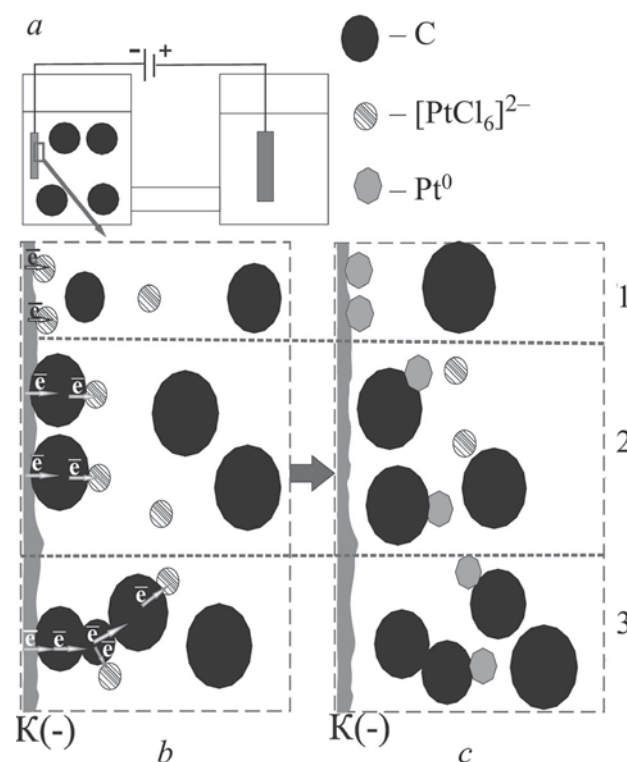 a
- +
– C
– [PtCl₆]²⁻
– Pt⁰
e̅
e̅
1
e̅ e̅
e̅ e̅
2
e̅ e̅ e̅ e̅ e̅
3
K(-) K(-)
b c